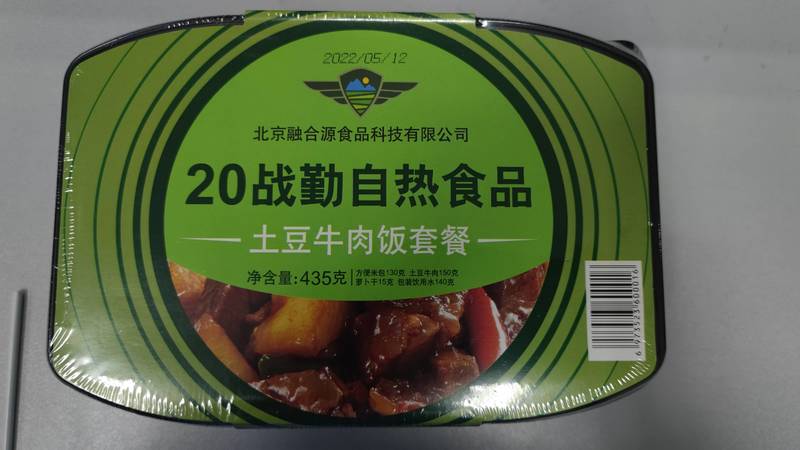 2022/05/12
北京融合源食品科技有限公司
20战勤自热食品
土豆牛肉饭套餐
净含量:435克
方便米包130克 土豆牛肉150克
萝卜干15克 包装饮用水140克
6973523600016